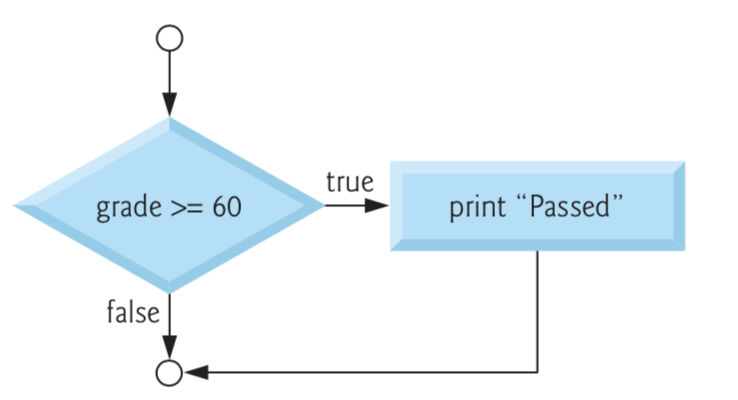 true
grade >= 60
print “Passed”
false